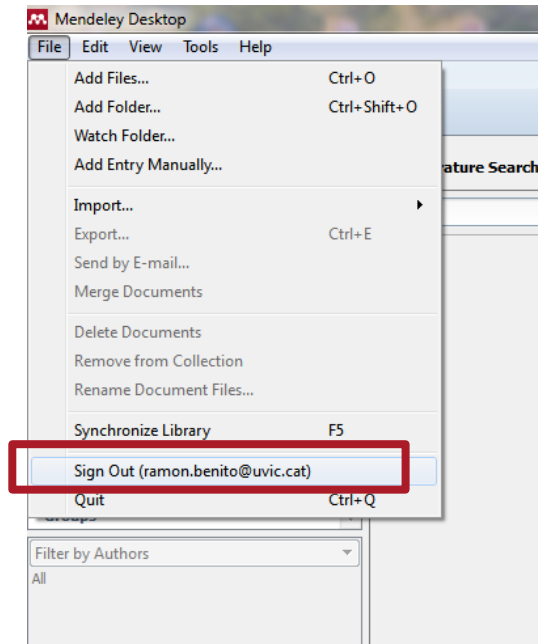 Mendeley Desktop
File Edit View Tools Help
Add Files... Ctrl+O
Add Folder... Ctrl+Shift+O
Watch Folder...
Add Entry Manually...
ature Search
Import...
Export... Ctrl+E
Send by E-mail...
Merge Documents
Delete Documents
Remove from Collection
Rename Document Files...
Synchronize Library F5
Sign Out (ramon.benito@uvic.cat)
Quit Ctrl+Q
Groups
Filter by Authors
All